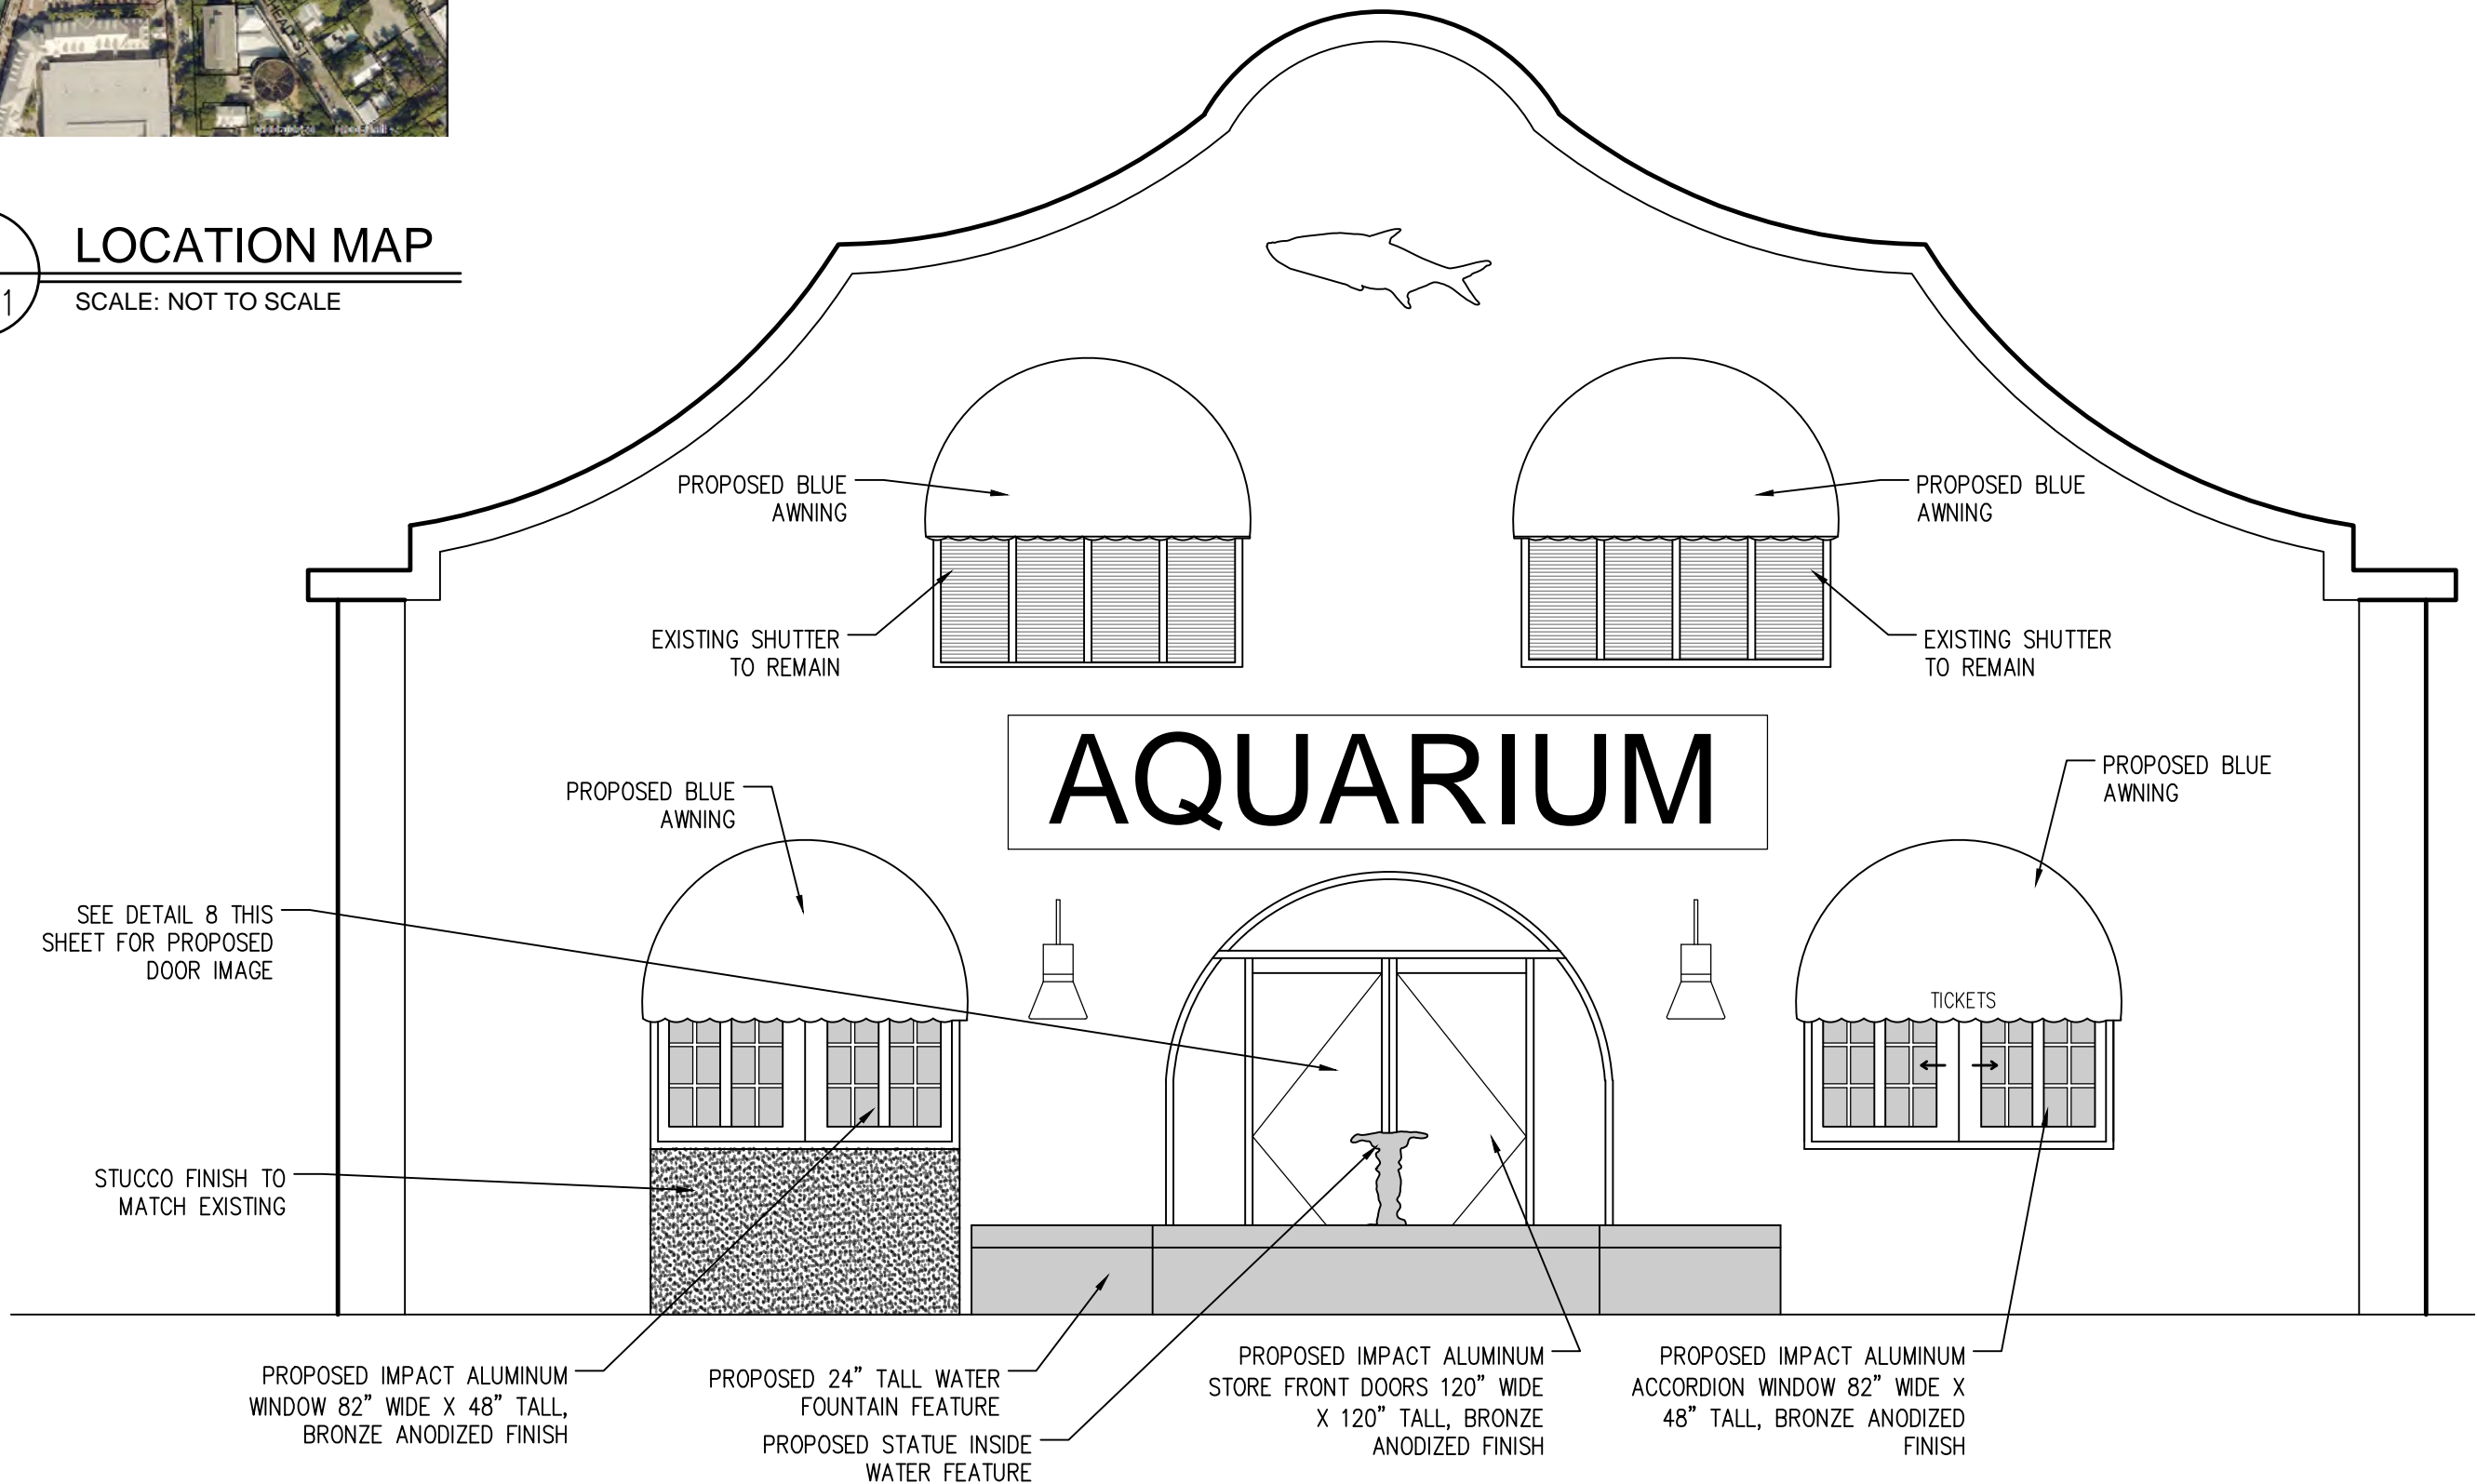 HEAD ST
LOCATION MAP
1
SCALE: NOT TO SCALE
PROPOSED BLUE
AWNING
PROPOSED BLUE
AWNING
EXISTING SHUTTER
TO REMAIN
EXISTING SHUTTER
TO REMAIN
AQUARIUM
PROPOSED BLUE
AWNING
PROPOSED BLUE
AWNING
SEE DETAIL 8 THIS
SHEET FOR PROPOSED
DOOR IMAGE
TICKETS
STUCCO FINISH TO
MATCH EXISTING
PROPOSED IMPACT ALUMINUM
WINDOW 82” WIDE X 48” TALL,
BRONZE ANODIZED FINISH
PROPOSED 24” TALL WATER
FOUNTAIN FEATURE
PROPOSED STATUE INSIDE
WATER FEATURE
PROPOSED IMPACT ALUMINUM
STORE FRONT DOORS 120” WIDE
X 120” TALL, BRONZE
ANODIZED FINISH
PROPOSED IMPACT ALUMINUM
ACCORDION WINDOW 82” WIDE X
48” TALL, BRONZE ANODIZED
FINISH